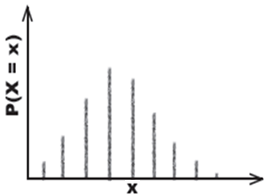 P(X = x)
x